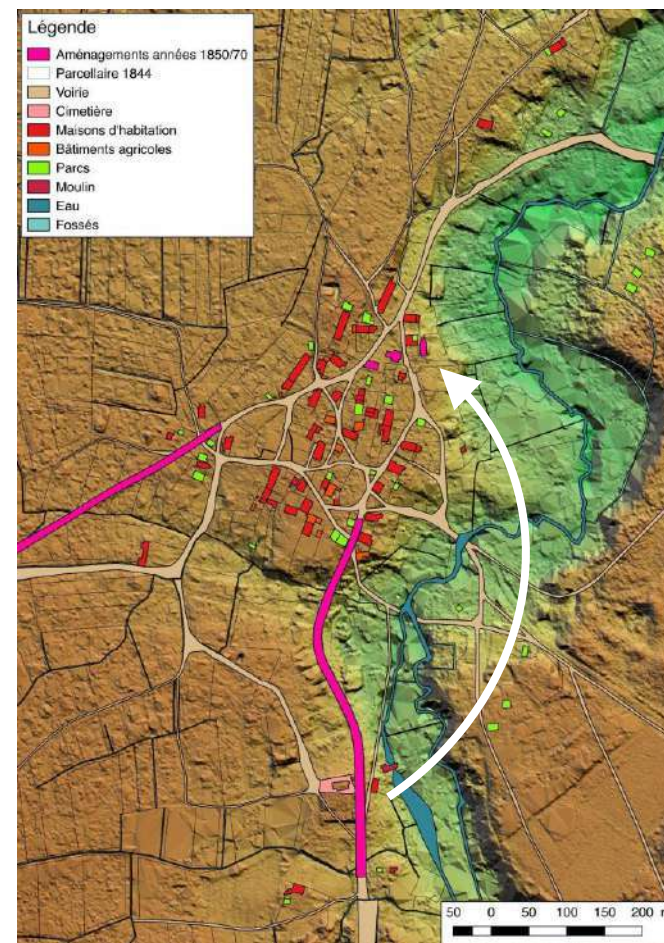 Légende
Aménagements années 1850/70
Parcellaire 1844
Voirie
Cimetière
Maisons d'habitation
Bâtiments agricoles
Parcs
Moulin
Eau
Fossés
50 0 50 100 150 200 m